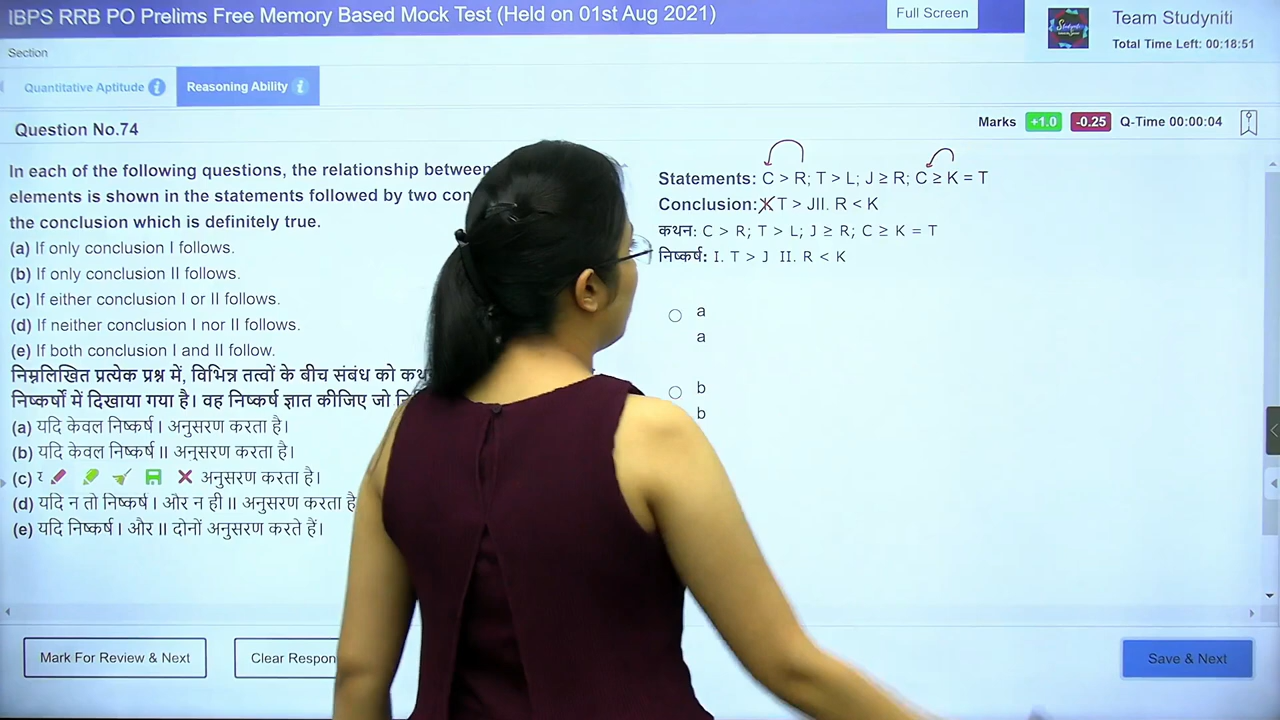 IBPS RRB PO Prelims Free Memory Based Mock Test (Held on 01st Aug 2021)
Full Screen
Team Studyniti
Total Time Left: 00:18:51
Section
Quantitative Aptitude i
Reasoning Ability i
Question No.74
Marks +1.0 -0.25 Q-Time 00:00:04
In each of the following questions, the relationship between
elements is shown in the statements followed by two con
the conclusion which is definitely true.
(a) If only conclusion I follows.
(b) If only conclusion II follows.
(c) If either conclusion I or II follows.
(d) If neither conclusion I nor II follows.
(e) If both conclusion I and II follow.
निम्नलिखित प्रत्येक प्रश्न में, विभिन्न तत्वों के बीच संबंध को कथ
निष्कर्षों में दिखाया गया है। वह निष्कर्ष ज्ञात कीजिए जो नि
(a) यदि केवल निष्कर्ष I अनुसरण करता है।
(b) यदि केवल निष्कर्ष II अनुसरण करता है।
(c) अनुसरण करता है।
(d) यदि न तो निष्कर्ष I और न ही II अनुसरण करता है
(e) यदि निष्कर्ष I और II दोनों अनुसरण करते हैं।
Statements: C > R; T > L; J ≥ R; C ≥ K = T
Conclusion: T > JII. R < K
कथन: C > R; T > L; J ≥ R; C ≥ K = T
निष्कर्ष: I. T > J II. R < K
a
a
b
b
Mark For Review & Next
Clear Respon
Save & Next